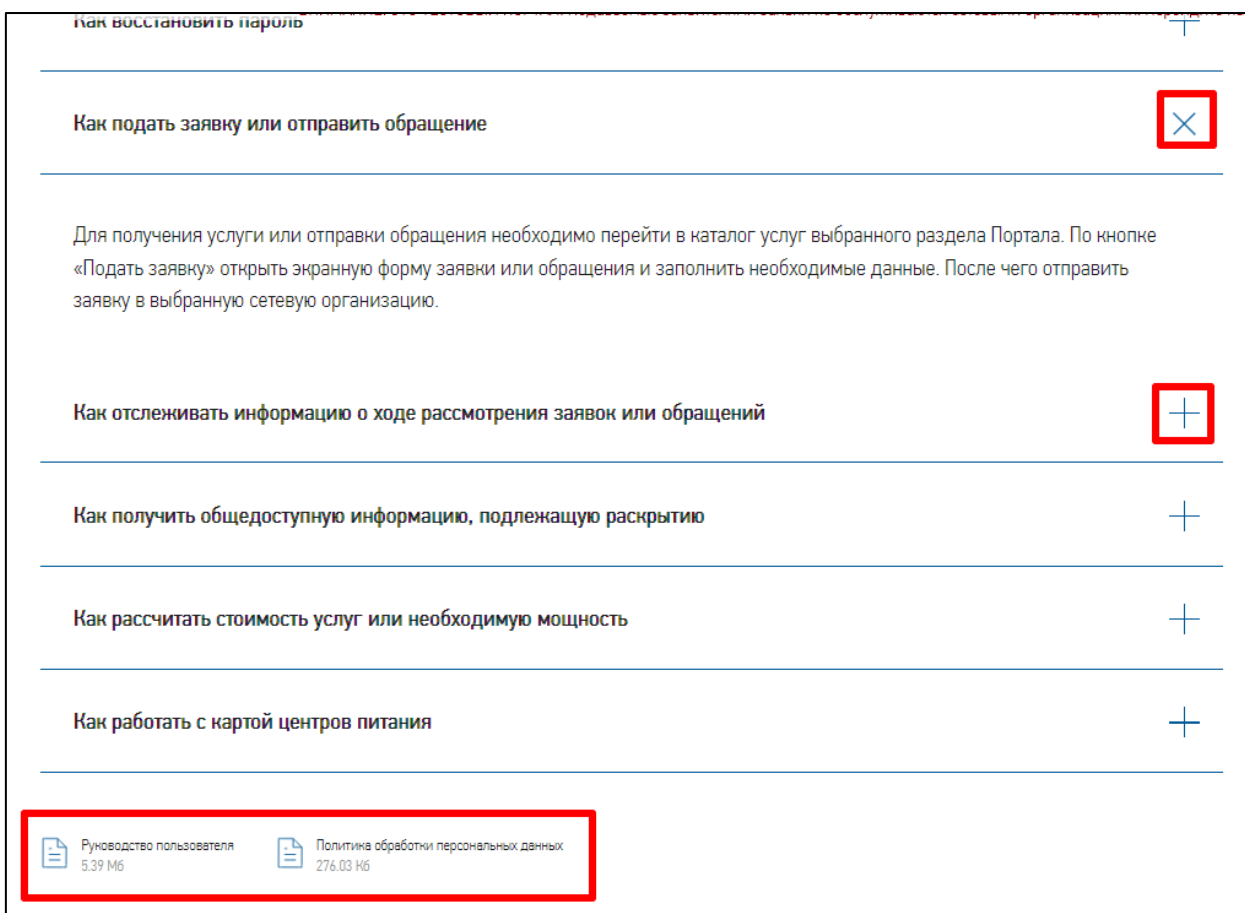 Как восстановить пароль
Как подать заявку или отправить обращение
Для получения услуги или отправки обращения необходимо перейти в каталог услуг выбранного раздела Портала. По кнопке
«Подать заявку» открыть экранную форму заявки или обращения и заполнить необходимые данные. После чего отправить
заявку в выбранную сетевую организацию.
Как отслеживать информацию о ходе рассмотрения заявок или обращений
Как получить общедоступную информацию, подлежащую раскрытию
Как рассчитать стоимость услуг или необходимую мощность
Как работать с картой центров питания
Руководство пользователя
5.39 Мб
Политика обработки персональных данных
276.03 Кб